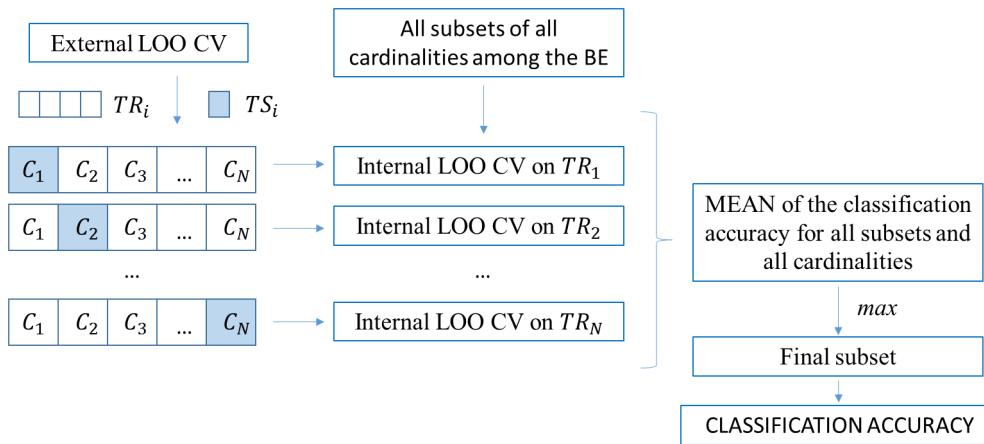 External LOO CV
All subsets of all
cardinalities among the BE
TR_i
TS_i
C_1 C_2 C_3 ... C_N
Internal LOO CV on TR_1
C_1 C_2 C_3 ... C_N
Internal LOO CV on TR_2
...
...
C_1 C_2 C_3 ... C_N
Internal LOO CV on TR_N
MEAN of the classification
accuracy for all subsets and
all cardinalities
max
Final subset
CLASSIFICATION ACCURACY